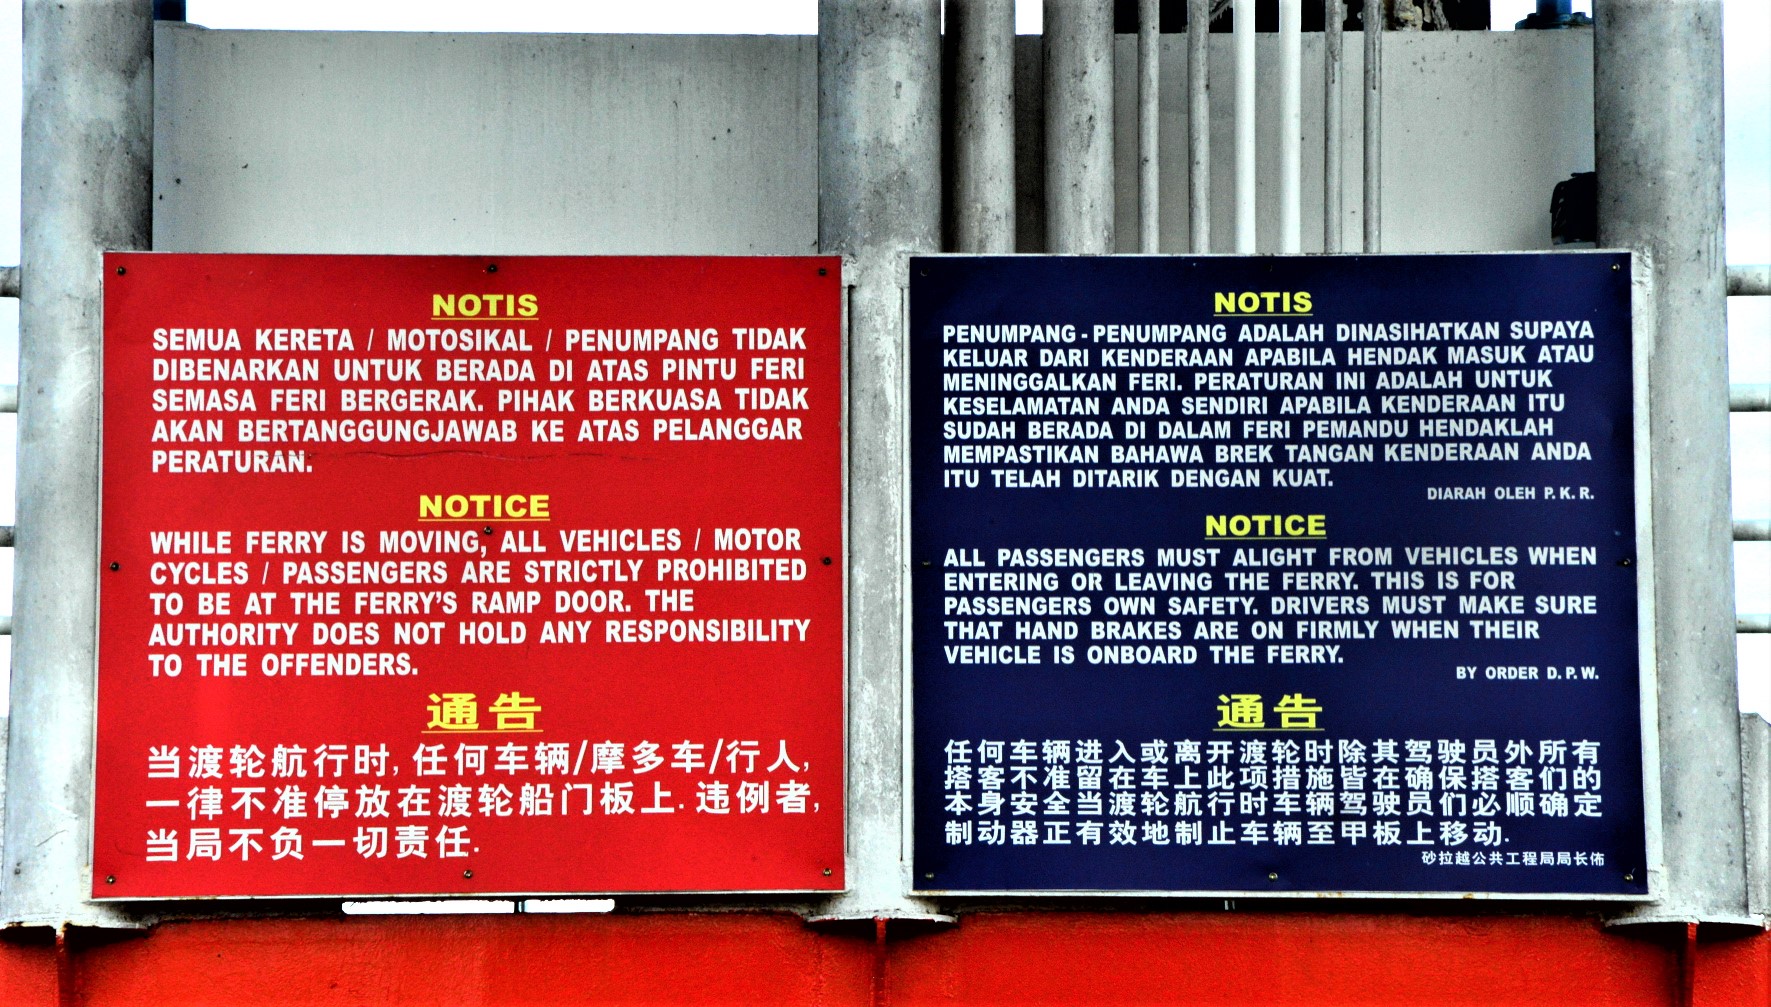 NOTIS
SEMUA KERETA / MOTOSIKAL / PENUMPANG TIDAK
DIBENARKAN UNTUK BERADA DI ATAS PINTU FERI
SEMASA FERI BERGERAK. PIHAK BERKUASA TIDAK
AKAN BERTANGGUNGJAWAB KE ATAS PELANGGAR
PERATURAN.
NOTICE
WHILE FERRY IS MOVING, ALL VEHICLES / MOTOR
CYCLES / PASSENGERS ARE STRICTLY PROHIBITED
TO BE AT THE FERRY'S RAMP DOOR. THE
AUTHORITY DOES NOT HOLD ANY RESPONSIBILITY
TO THE OFFENDERS.
通告
当渡轮航行时, 任何车辆/摩多车/行人,
一律不准停放在渡轮船门板上. 违例者,
当局不负一切责任.
NOTIS
PENUMPANG - PENUMPANG ADALAH DINASIHATKAN SUPAYA
KELUAR DARI KENDERAAN APABILA HENDAK MASUK ATAU
MENINGGALKAN FERI. PERATURAN INI ADALAH UNTUK
KESELAMATAN ANDA SENDIRI APABILA KENDERAAN ITU
SUDAH BERADA DI DALAM FERI PEMANDU HENDAKLAH
MEMPASTIKAN BAHAWA BREK TANGAN KENDERAAN ANDA
ITU TELAH DITARIK DENGAN KUAT.
DIARAH OLEH P.K.R.
NOTICE
ALL PASSENGERS MUST ALIGHT FROM VEHICLES WHEN
ENTERING OR LEAVING THE FERRY. THIS IS FOR
PASSENGERS OWN SAFETY. DRIVERS MUST MAKE SURE
THAT HAND BRAKES ARE ON FIRMLY WHEN THEIR
VEHICLE IS ONBOARD THE FERRY.
BY ORDER D.P.W.
通告
任何车辆进入或离开渡轮时除其驾驶员外所有
搭客不准留在车上此项措施皆在确保搭客们的
本身安全当渡轮航行时车辆驾驶员们必顺确定
制动器正有效地制止车辆至甲板上移动.
砂拉越公共工程局局长佈